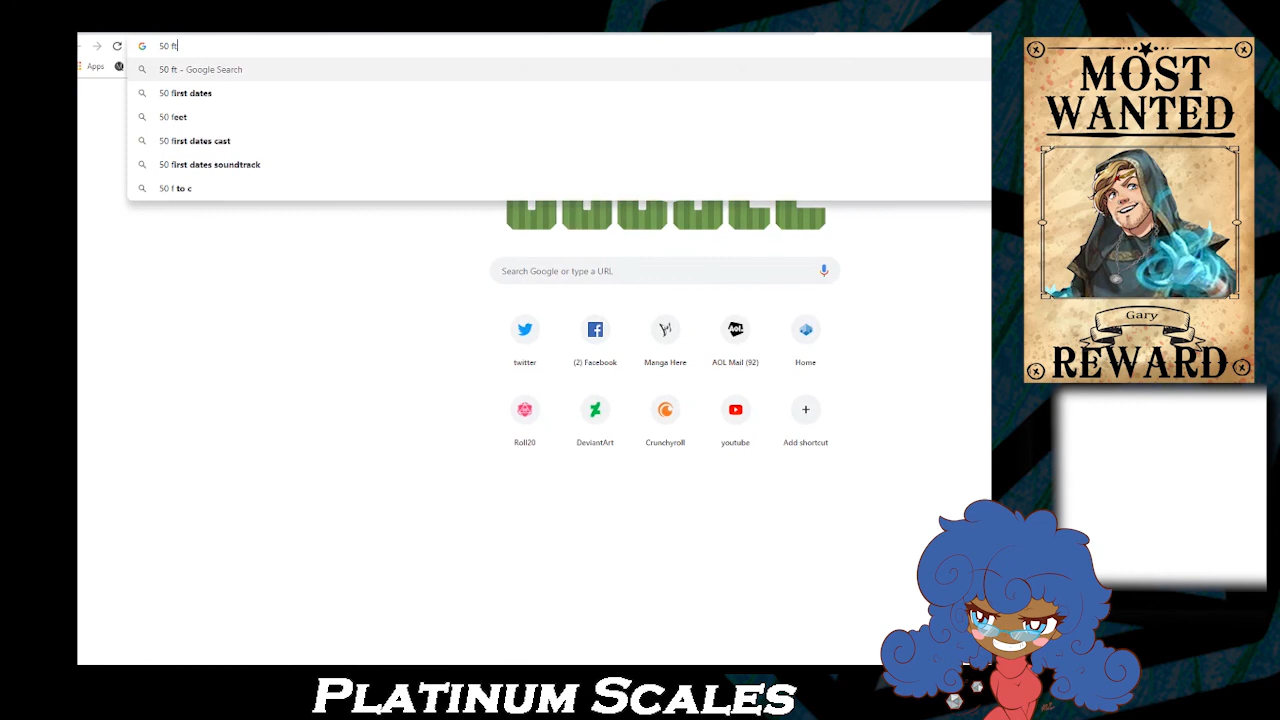 50 ft
Apps
50 ft - Google Search
50 first dates
50 feet
50 first dates cast
50 first dates soundtrack
50 f to c
Search Google or type a URL
twitter
(2) Facebook
Manga Here
AOL Mail (92)
Home
Roll20
DeviantArt
Crunchyroll
youtube
Add shortcut
MOST
WANTED
Gary
REWARD
PLATINUM SCALES